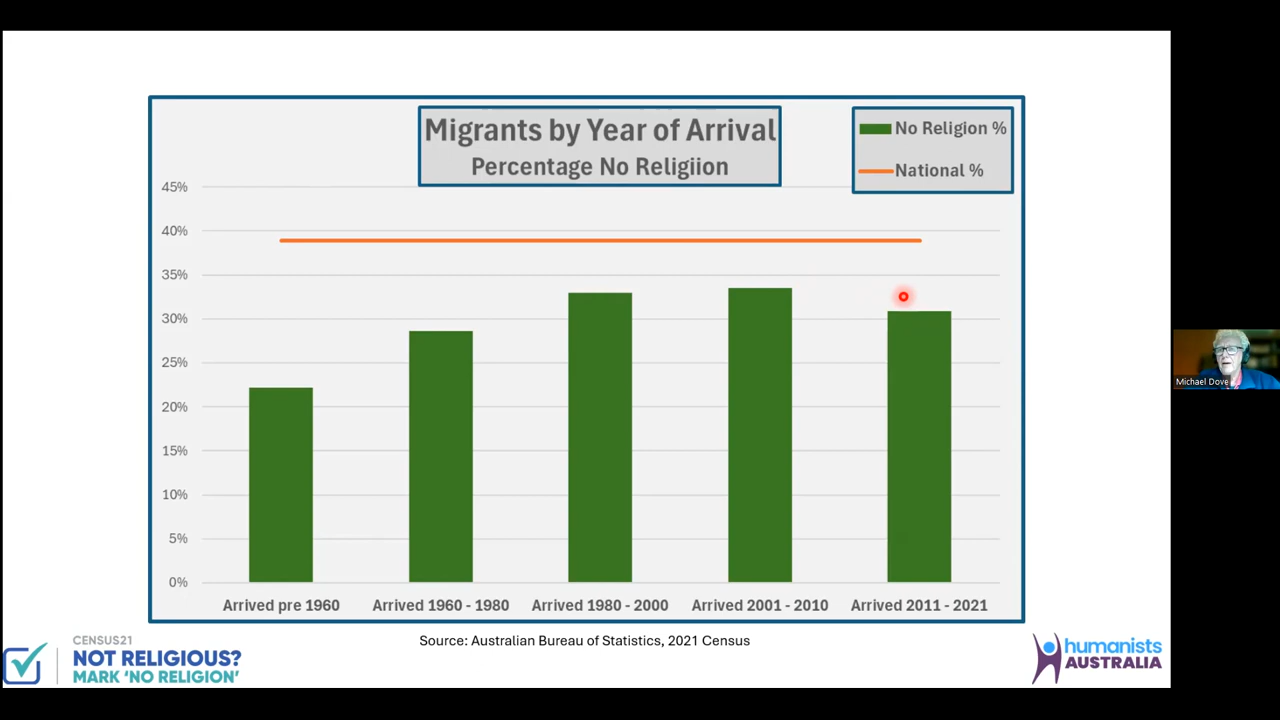 Migrants by Year of Arrival
Percentage No Religiion
No Religion %
National %
45%
40%
35%
30%
25%
20%
15%
10%
5%
0%
Arrived pre 1960
Arrived 1960 - 1980
Arrived 1980 - 2000
Arrived 2001 - 2010
Arrived 2011 - 2021
Source: Australian Bureau of Statistics, 2021 Census
CENSUS21
NOT RELIGIOUS?
MARK ‘NO RELIGION’
humanists
AUSTRALIA
Michael Dove